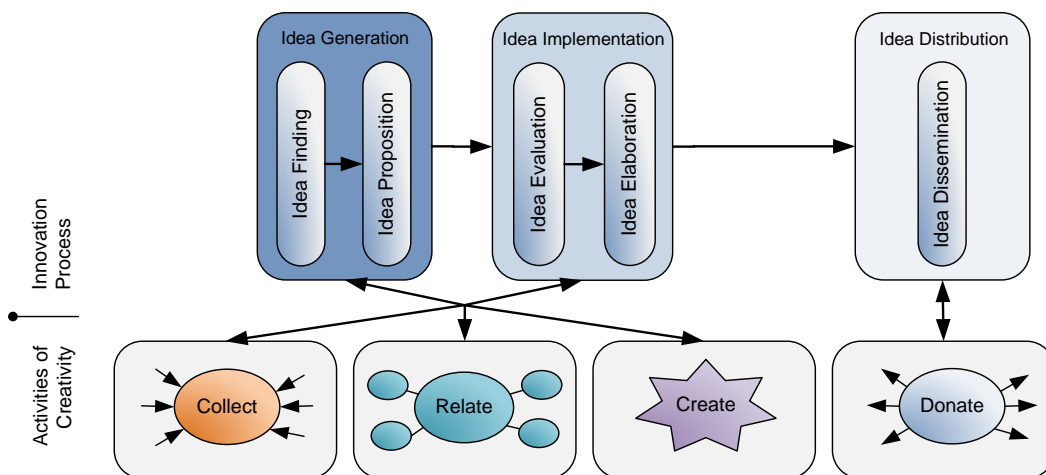 Idea Generation
Idea Implementation
Idea Distribution
Idea Finding
Idea Proposition
Idea Evaluation
Idea Elaboration
Idea Dissemination
Innovation
Process
Activities of
Creativity
Collect
Relate
Create
Donate